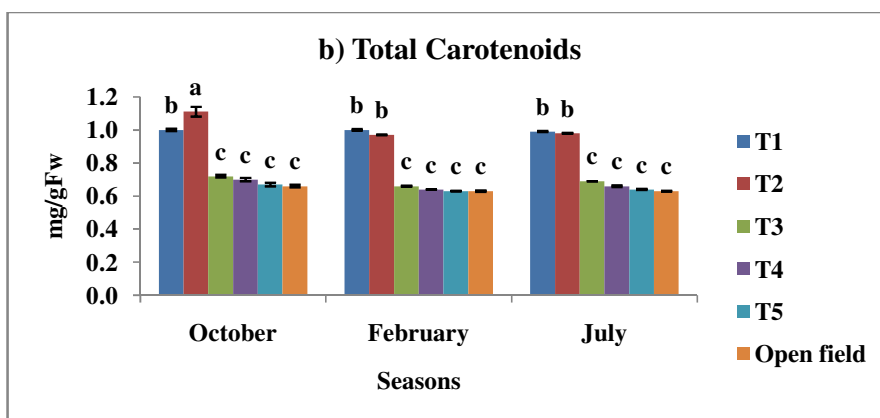 b) Total Carotenoids
mg/gFw
1.2
1.0
0.8
0.6
0.4
0.2
0.0
b a c c c c
b b c c c c
b b c c c c
October February July
Seasons
T1
T2
T3
T4
T5
Open field